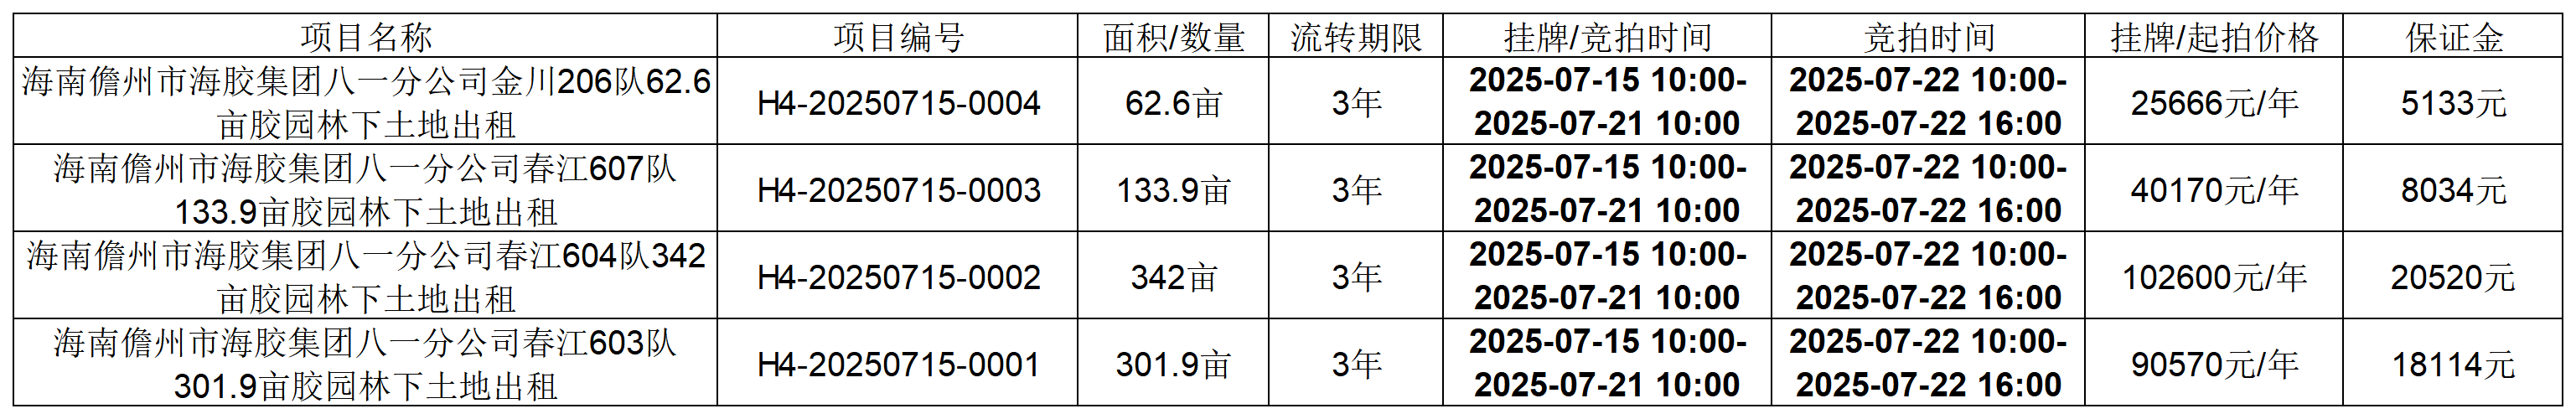 项目名称 项目编号 面积/数量 流转期限 挂牌/竞拍时间 竞拍时间 挂牌/起拍价格 保证金
海南儋州市海胶集团八一分公司金川206队62.6
亩胶园林下土地出租
H4-20250715-0004
62.6亩
3年
2025-07-15 10:00-
2025-07-21 10:00
2025-07-22 10:00-
2025-07-22 16:00
25666元/年
5133元
海南儋州市海胶集团八一分公司春江607队
133.9亩胶园林下土地出租
H4-20250715-0003
133.9亩
3年
2025-07-15 10:00-
2025-07-21 10:00
2025-07-22 10:00-
2025-07-22 16:00
40170元/年
8034元
海南儋州市海胶集团八一分公司春江604队342
亩胶园林下土地出租
H4-20250715-0002
342亩
3年
2025-07-15 10:00-
2025-07-21 10:00
2025-07-22 10:00-
2025-07-22 16:00
102600元/年
20520元
海南儋州市海胶集团八一分公司春江603队
301.9亩胶园林下土地出租
H4-20250715-0001
301.9亩
3年
2025-07-15 10:00-
2025-07-21 10:00
2025-07-22 10:00-
2025-07-22 16:00
90570元/年
18114元